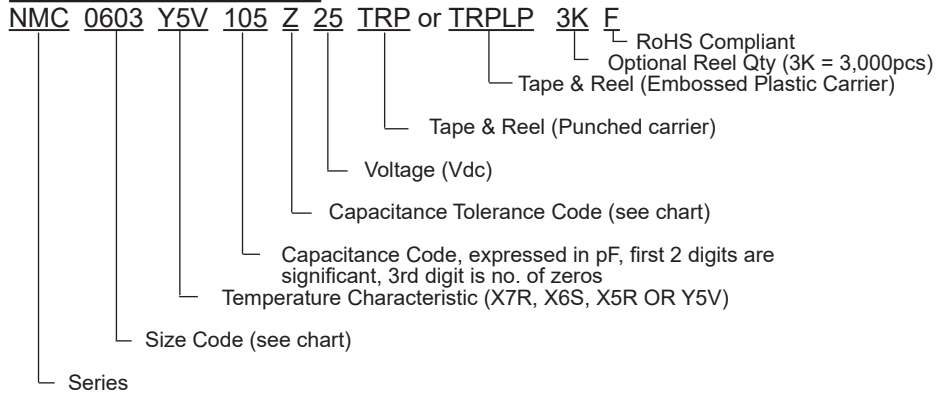 NMC 0603 Y5V 105 Z 25 TRP or TRPLP 3K F
RoHS Compliant
Optional Reel Qty (3K = 3,000pcs)
Tape & Reel (Embossed Plastic Carrier)
Tape & Reel (Punched carrier)
Voltage (Vdc)
Capacitance Tolerance Code (see chart)
Capacitance Code, expressed in pF, first 2 digits are
significant, 3rd digit is no. of zeros
Temperature Characteristic (X7R, X6S, X5R OR Y5V)
Size Code (see chart)
Series